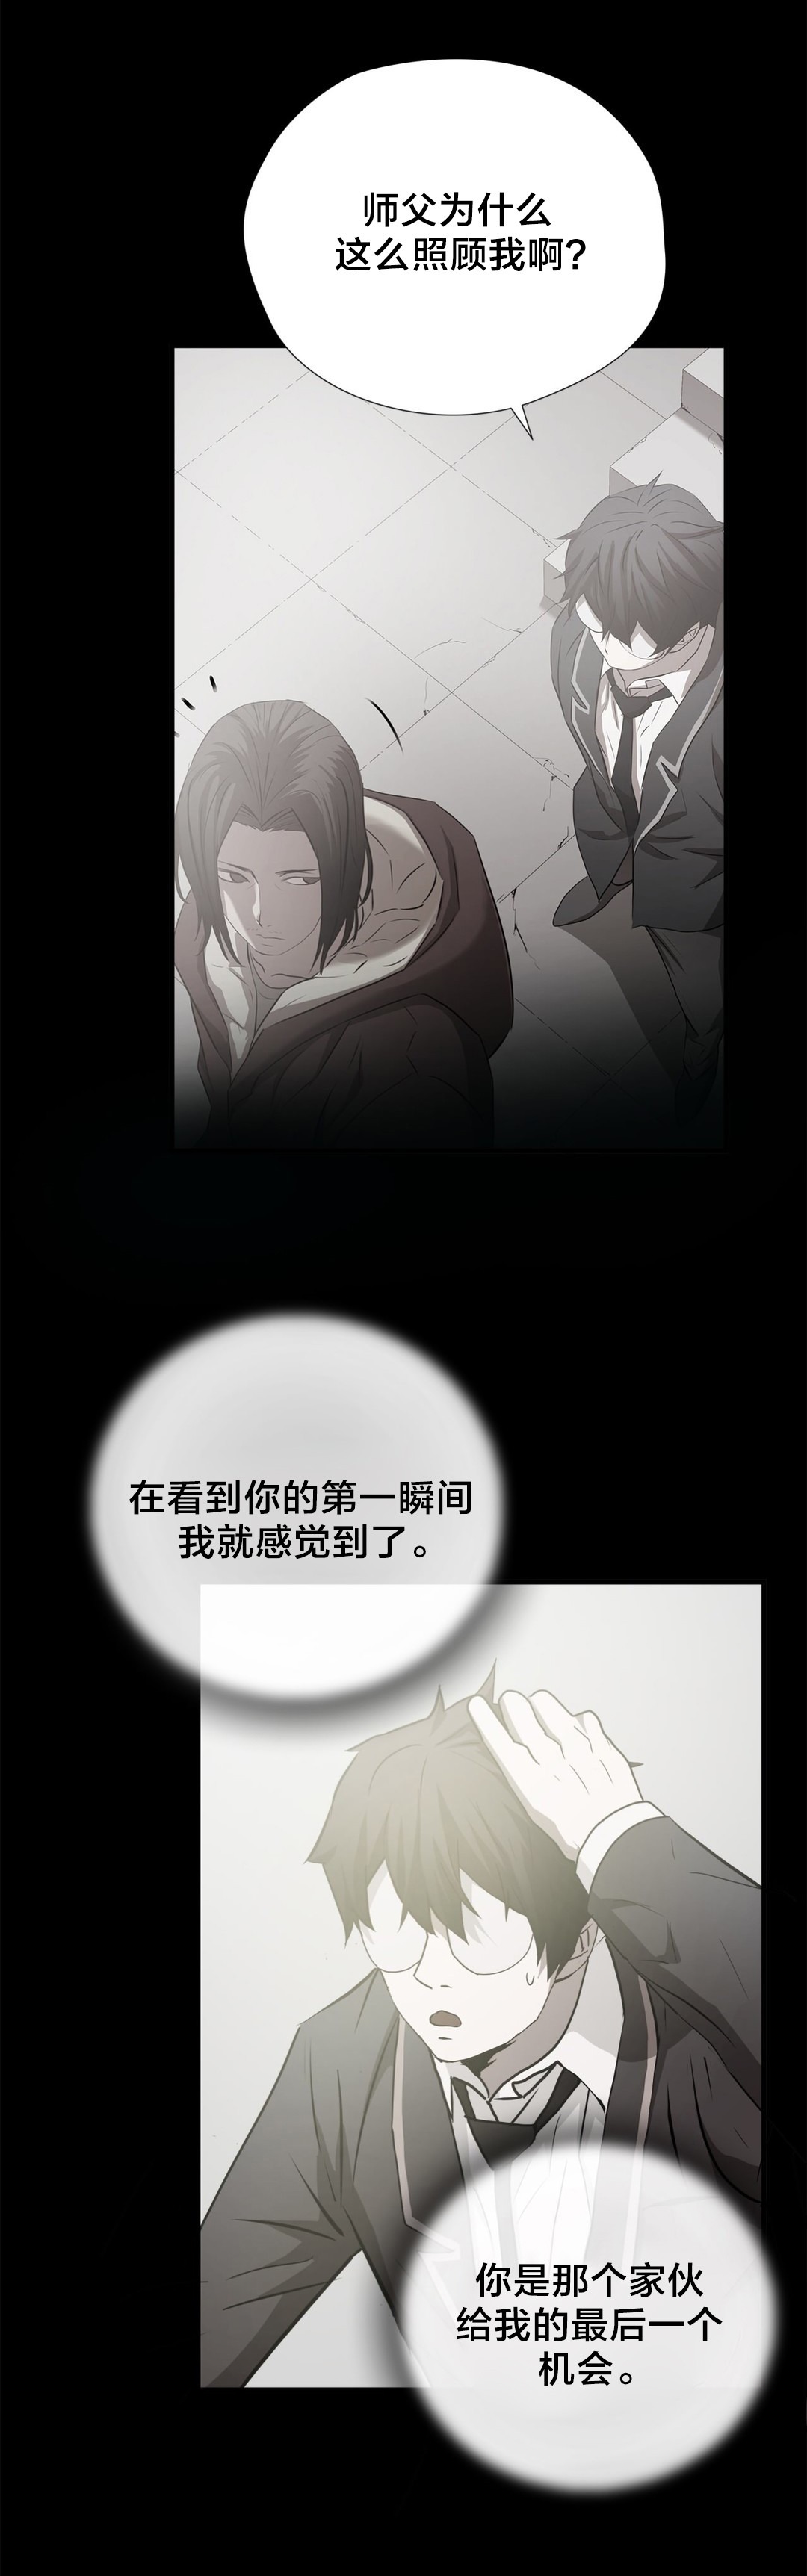 师父为什么
这么照顾我啊?
在看到你的第一瞬间
我就感觉到了。
你是那个家伙
给我的最后一个
机会。